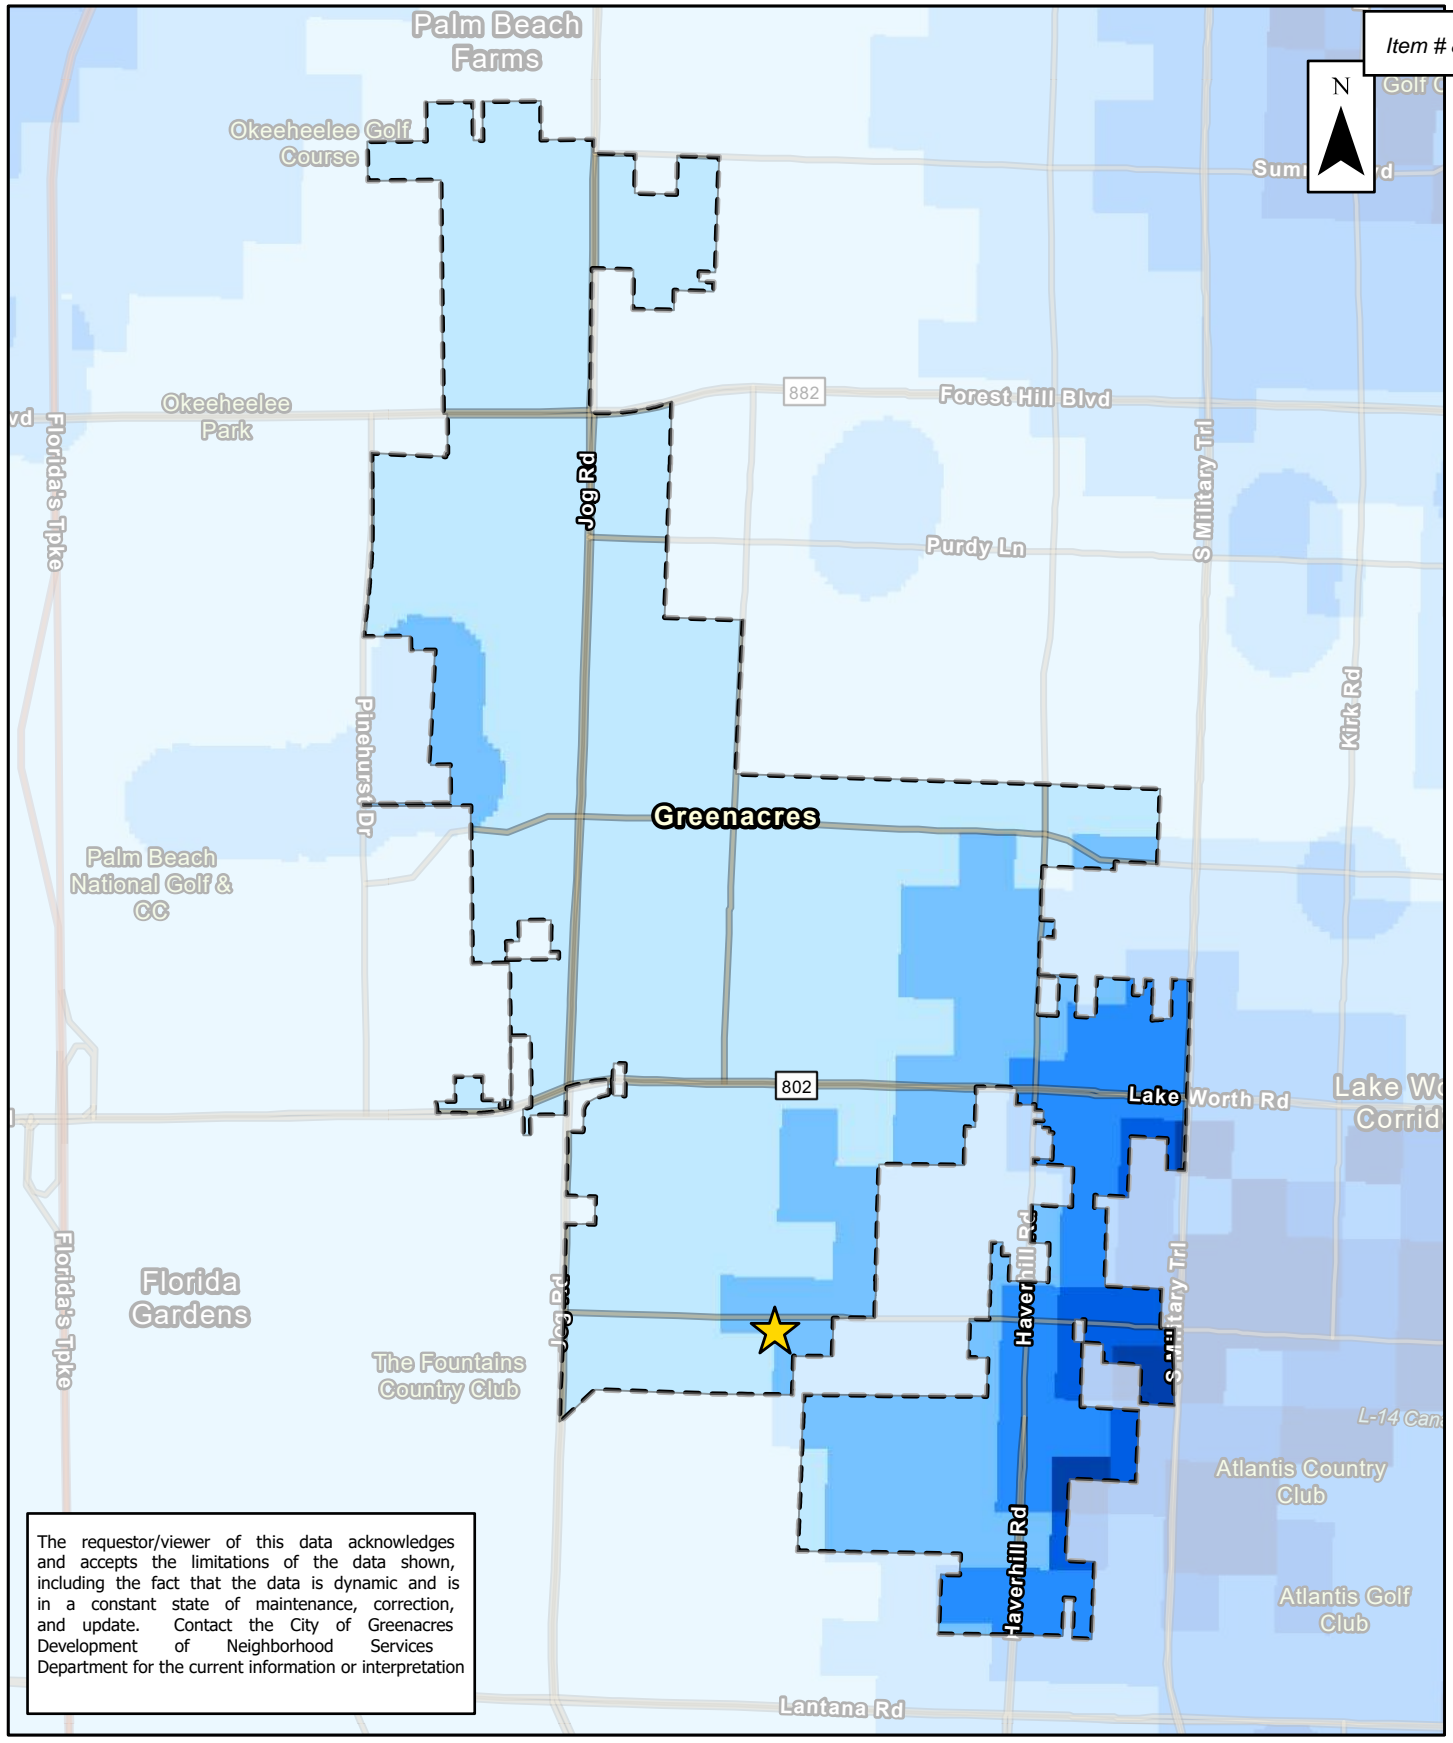 Palm Beach
Farms
Item #
N
Golf
Okeeheelee Golf
Course
Blvd
882
Forest Hill Blvd
Okeeheelee
Park
vd
Florida's Tpke
Jog Rd
S Military Trl
Purdy Ln
Pinehurst Dr
Kirk Rd
Greenacres
Palm Beach
National Golf &
CC
802
Lake Worth Rd
Lake
Corrid
Florida's Tpke
Florida
Gardens
Jog Rd
Haverhill Rd
S Military Trl
The Fountains
Country Club
L-14
Atlantis Country
Club
Haverhill Rd
Atlantis Golf
Club
Lantana Rd
The requestor/viewer of this data acknowledges
and accepts the limitations of the data shown,
including the fact that the data is dynamic and is
in a constant state of maintenance, correction,
and update. Contact the City of Greenacres
Development of Neighborhood Services
Department for the current information or interpretation